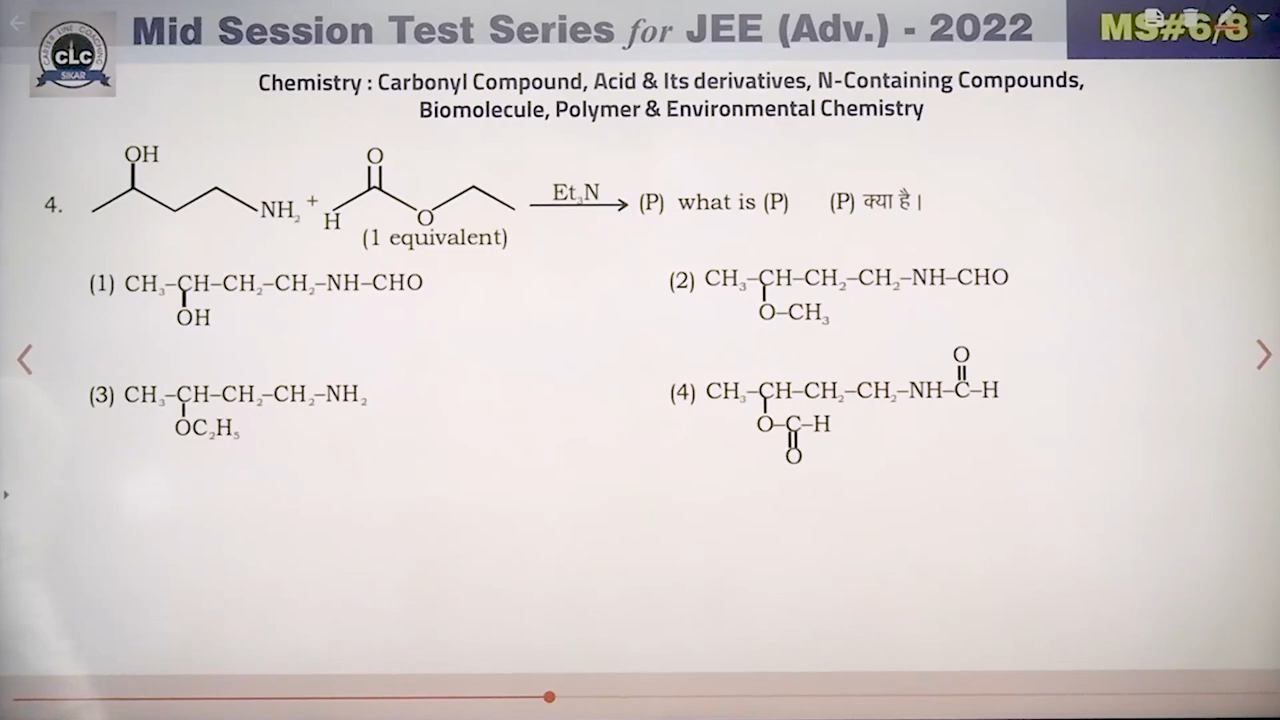 Mid Session Test Series for JEE (Adv.) - 2022
MS#6/3
CLC
SIKAR
Chemistry : Carbonyl Compound, Acid & Its derivatives, N-Containing Compounds,
Biomolecule, Polymer & Environmental Chemistry
OH
O
4.
NH₂ + H
O
Et₃N
(P) what is (P) (P) क्या है।
(1 equivalent)
(1) CH₃–CH–CH₂–CH₂–NH–CHO
OH
(2) CH₃–CH–CH₂–CH₂–NH–CHO
O–CH₃
(3) CH₃–CH–CH₂–CH₂–NH₂
OC₂H₅
O
(4) CH₃–CH–CH₂–CH₂–NH–C–H
O–C–H
O